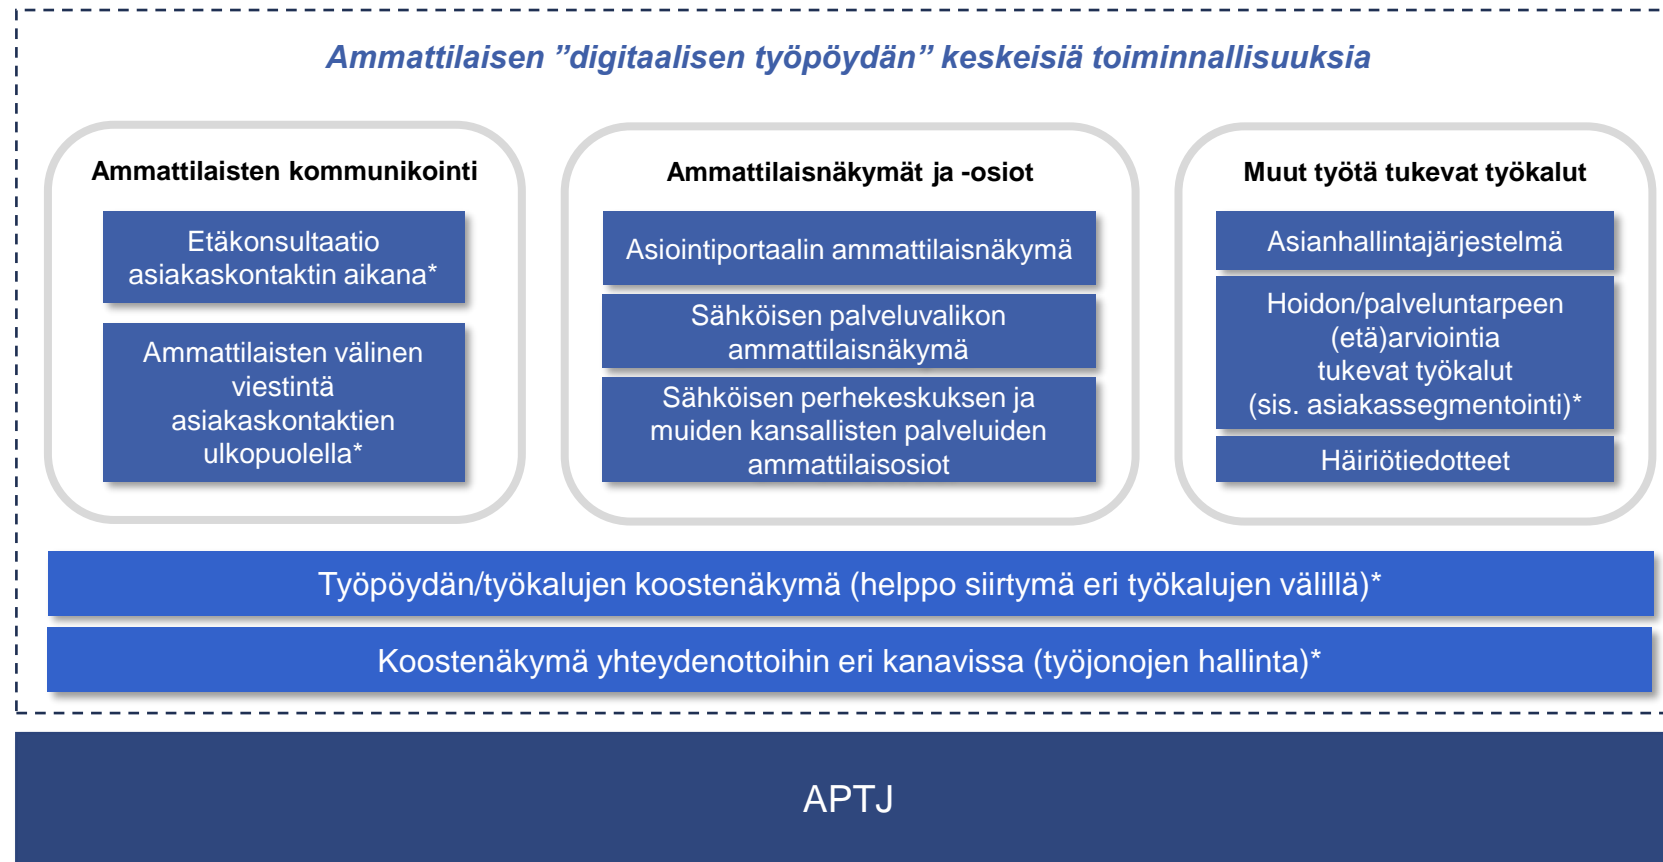 Ammattilaisen ”digitaalisen työpöydän” keskeisiä toiminnallisuuksia
Ammattilaisten kommunikointi
Etäkonsultaatio
asiakaskontaktin aikana*
Ammattilaisten välinen
viestintä
asiakaskontaktien
ulkopuolella*
Ammattilaisnäkymät ja -osiot
Asiointiportaalin ammattilaisnäkymä
Sähköisen palveluvalikon
ammattilaisnäkymä
Sähköisen perhekeskuksen ja
muiden kansallisten palveluiden
ammattilaisosiot
Muut työtä tukevat työkalut
Asianhallintajärjestelmä
Hoidon/palveluntarpeen
(etä)arviointia
tukevat työkalut
(sis. asiakassegmentointi)*
Häiriötiedotteet
Työpöydän/työkalujen koostenäkymä (helppo siirtymä eri työkalujen välillä)*
Koostenäkymä yhteydenottoihin eri kanavissa (työjonojen hallinta)*
APTJ